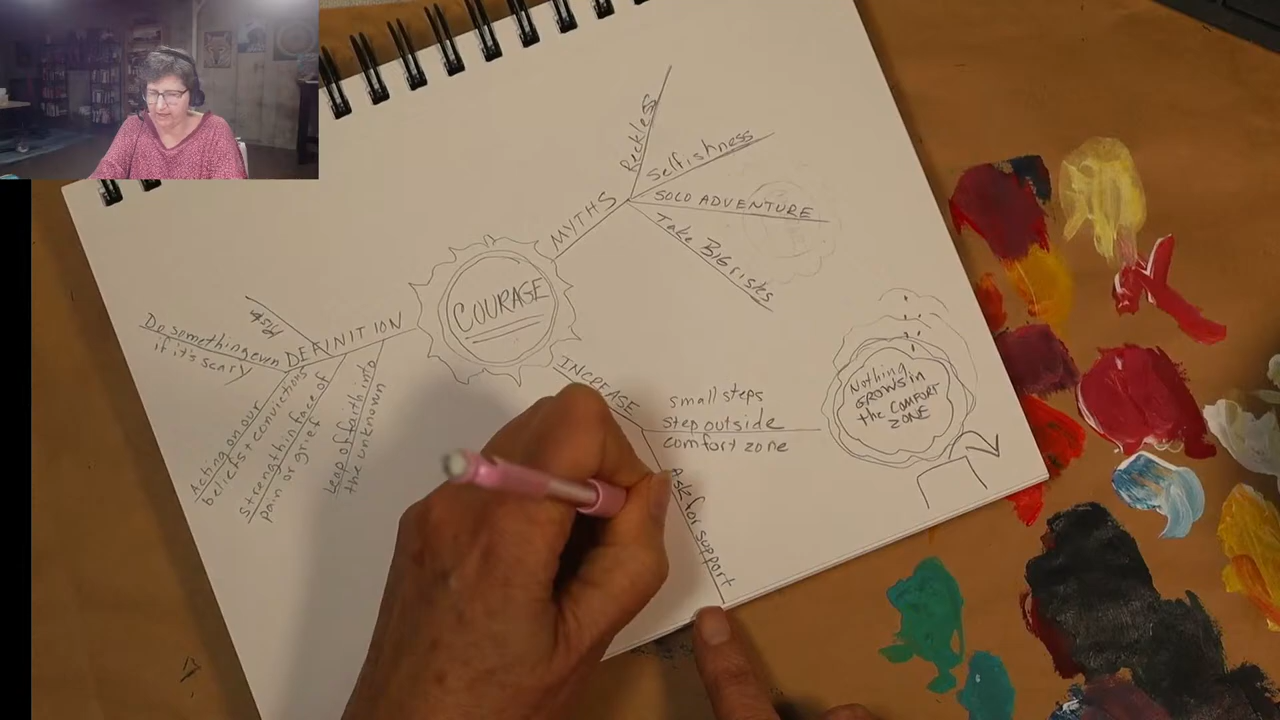 COURAGE
MYTHS
Reckless
Selfishness
SOLO ADVENTURE
Take Big risks
DEFINITION
Risk
Do something even
if it's scary
Acting on our
beliefs + convictions
strength in face of
pain or grief
Leap of faith into
the unknown
INCREASE
small steps
step outside
comfort zone
Nothing
GROWS in
the COMFORT
ZONE
Ask for support